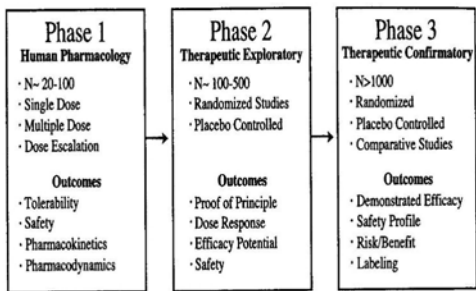 Phase 1
Human Pharmacology
· N~ 20-100
· Single Dose
· Multiple Dose
· Dose Escalation
Outcomes
· Tolerability
· Safety
· Pharmacokinetics
· Pharmacodynamics
Phase 2
Therapeutic Exploratory
· N~ 100-500
· Randomized Studies
· Placebo Controlled
Outcomes
· Proof of Principle
· Dose Response
· Efficacy Potential
· Safety
Phase 3
Therapeutic Confirmatory
· N>1000
· Randomized
· Placebo Controlled
· Comparative Studies
Outcomes
· Demonstrated Efficacy
· Safety Profile
· Risk/Benefit
· Labeling